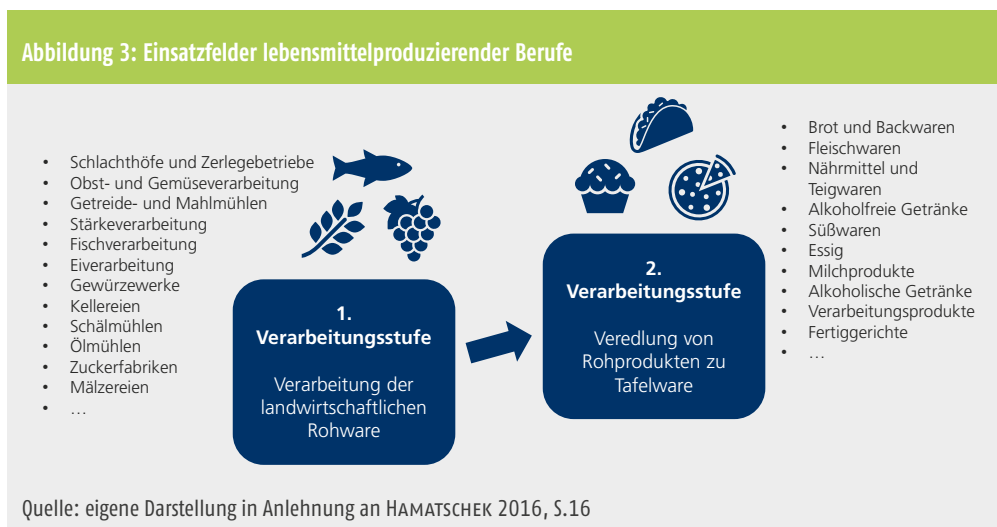 Abbildung 3: Einsatzfelder lebensmittelproduzierender Berufe
• Schlachthöfe und Zerlegebetriebe
• Obst- und Gemüseverarbeitung
• Getreide- und Mahlmühlen
• Stärkeverarbeitung
• Fischverarbeitung
• Eiverarbeitung
• Gewürzewerke
• Kellereien
• Schälmühlen
• Ölmühlen
• Zuckerfabriken
• Mälzereien
• …
1.
Verarbeitungsstufe
Verarbeitung der
landwirtschaftlichen
Rohware
2.
Verarbeitungsstufe
Veredlung von
Rohprodukten zu
Tafelware
• Brot und Backwaren
• Fleischwaren
• Nährmittel und
Teigwaren
• Alkoholfreie Getränke
• Süßwaren
• Essig
• Milchprodukte
• Alkoholische Getränke
• Verarbeitungsprodukte
• Fertiggerichte
• …
Quelle: eigene Darstellung in Anlehnung an HAMATSCHEK 2016, S.16